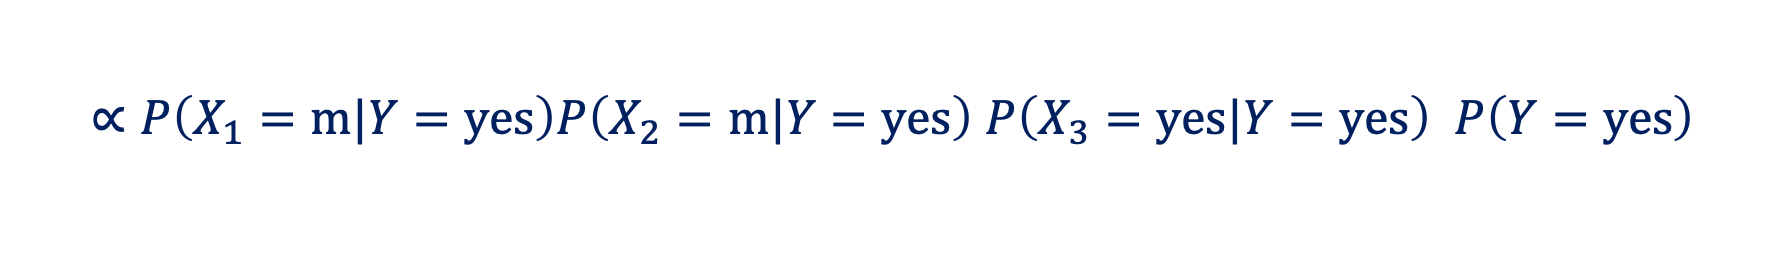 ∝ P(X₁ = m|Y = yes)P(X₂ = m|Y = yes) P(X₃ = yes|Y = yes) P(Y = yes)